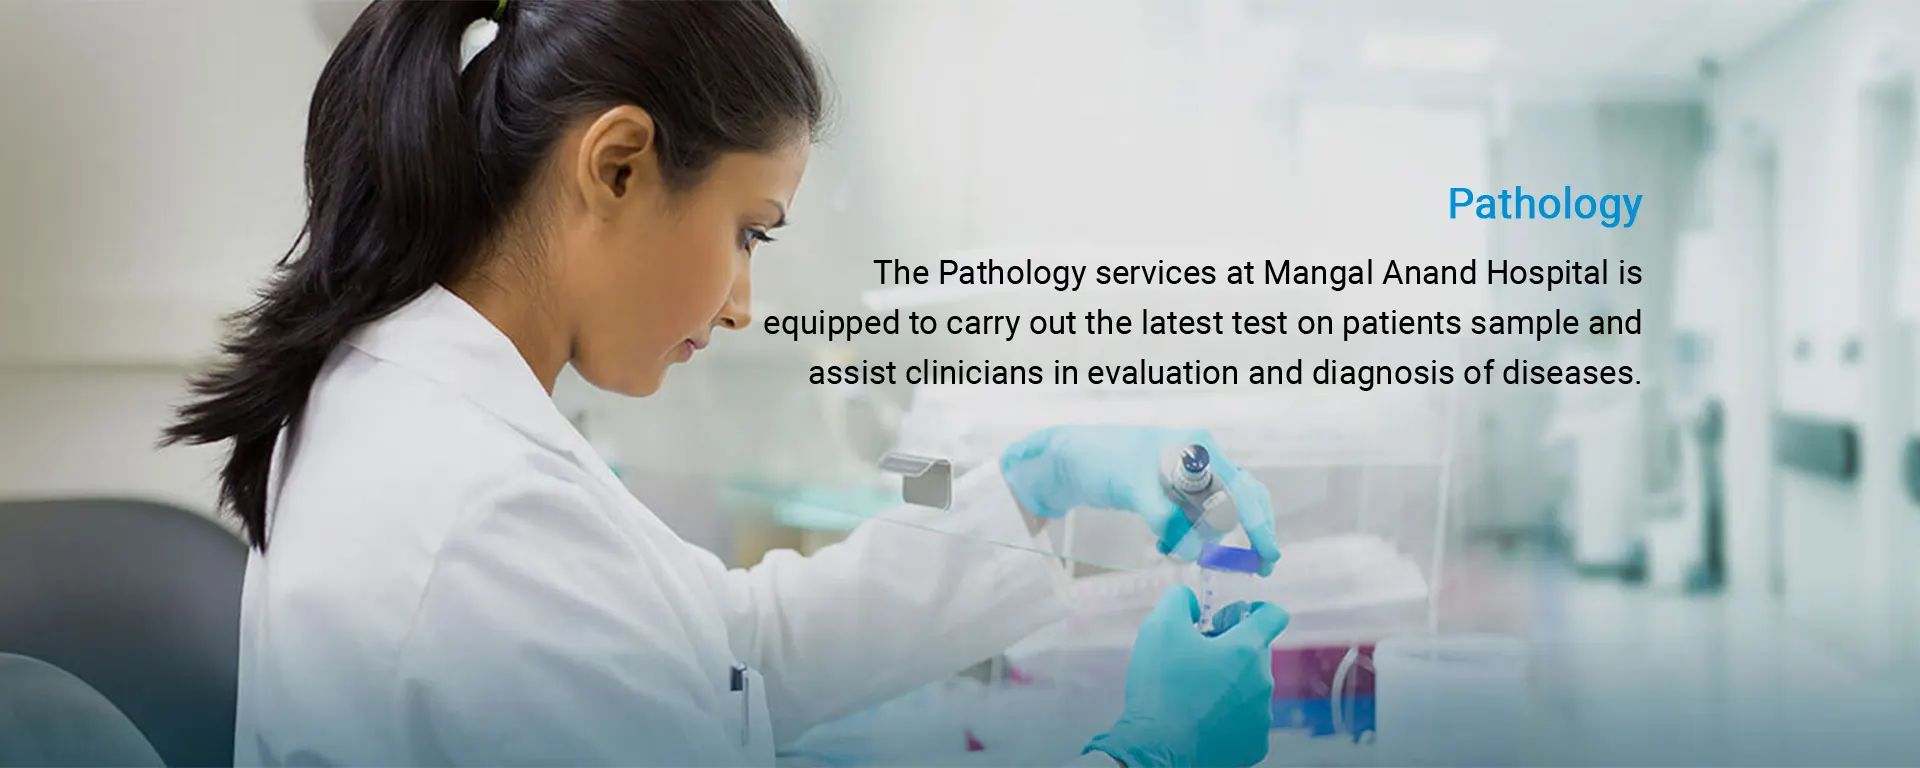 Pathology
The Pathology services at Mangal Anand Hospital is
equipped to carry out the latest test on patients sample and
assist clinicians in evaluation and diagnosis of diseases.